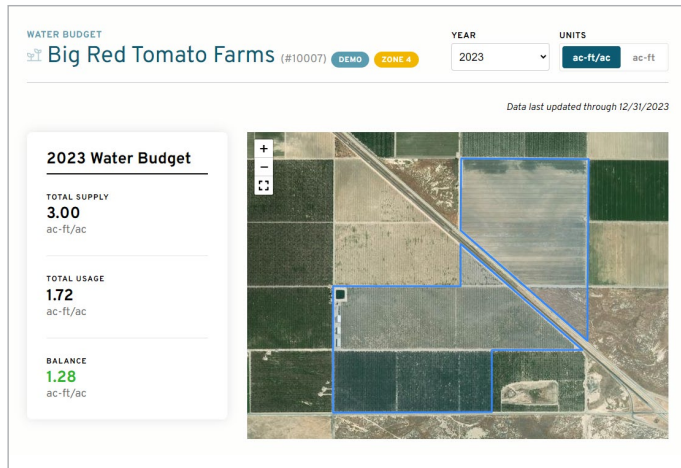 WATER BUDGET
Big Red Tomato Farms (#10007) DEMO ZONE 4
YEAR
2023
UNITS
ac-ft/ac ac-ft
Data last updated through 12/31/2023
2023 Water Budget
TOTAL SUPPLY
3.00
ac-ft/ac
TOTAL USAGE
1.72
ac-ft/ac
BALANCE
1.28
ac-ft/ac
+
−